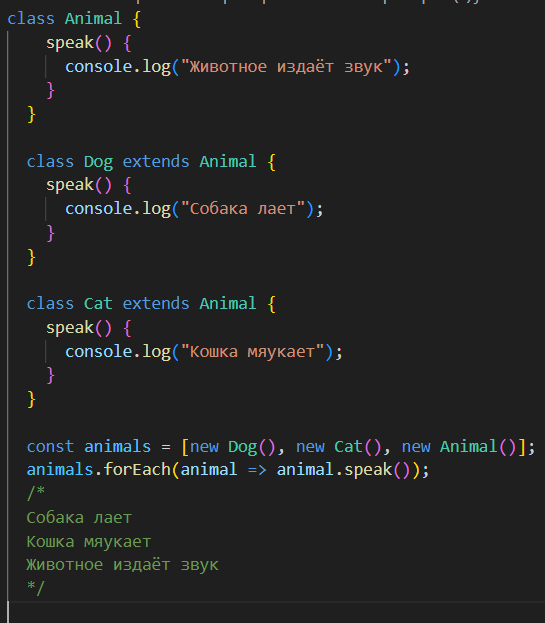 class Animal {
speak() {
console.log("Животное издаёт звук");
}
}
class Dog extends Animal {
speak() {
console.log("Собака лает");
}
}
class Cat extends Animal {
speak() {
console.log("Кошка мяукает");
}
}
const animals = [new Dog(), new Cat(), new Animal()];
animals.forEach(animal => animal.speak());
/*
Собака лает
Кошка мяукает
Животное издаёт звук
*/